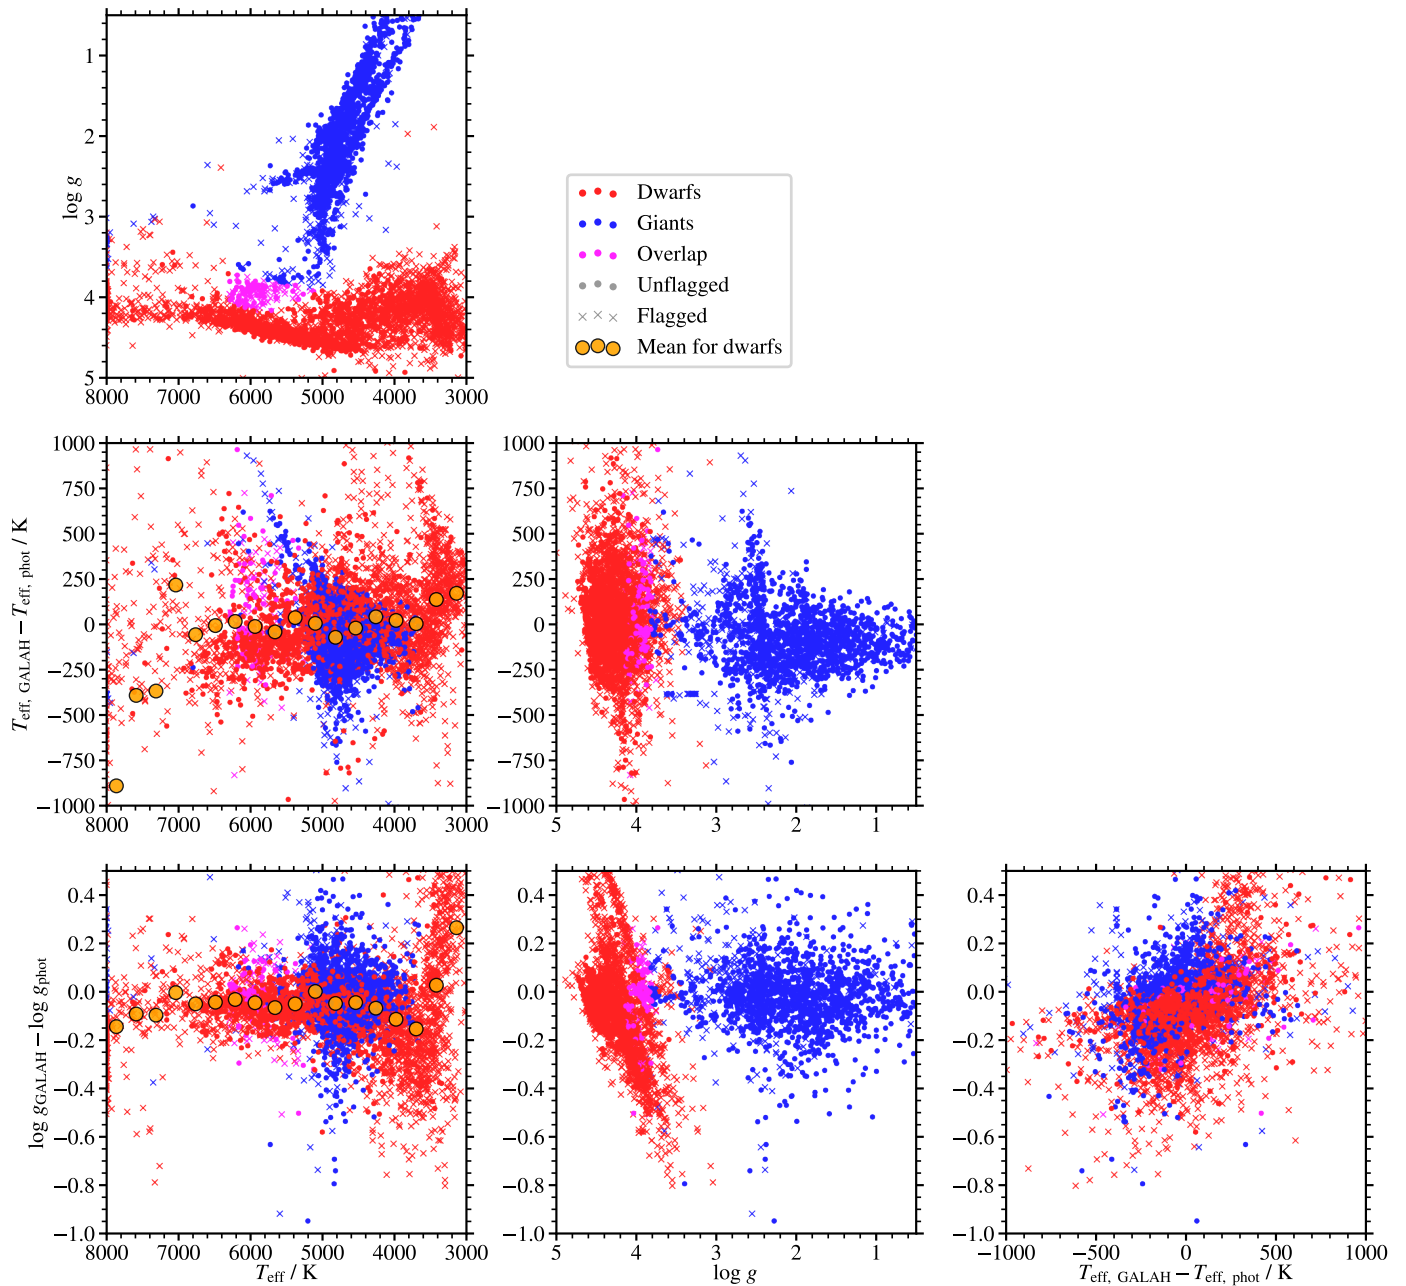 1
2
3
4
5
log g
8000 7000 6000 5000 4000 3000
Dwarfs
Giants
Overlap
Unflagged
Flagged
Mean for dwarfs
1000
750
500
250
0
−250
−500
−750
−1000
T_eff, GALAH − T_eff, phot / K
8000 7000 6000 5000 4000 3000
1000
750
500
250
0
−250
−500
−750
−1000
5 4 3 2 1
0.4
0.2
0.0
−0.2
−0.4
−0.6
−0.8
−1.0
log g_GALAH − log g_phot
8000 7000 6000 5000 4000 3000
T_eff / K
0.4
0.2
0.0
−0.2
−0.4
−0.6
−0.8
−1.0
5 4 3 2 1
log g
0.4
0.2
0.0
−0.2
−0.4
−0.6
−0.8
−1.0
−1000 −500 0 500 1000
T_eff, GALAH − T_eff, phot / K